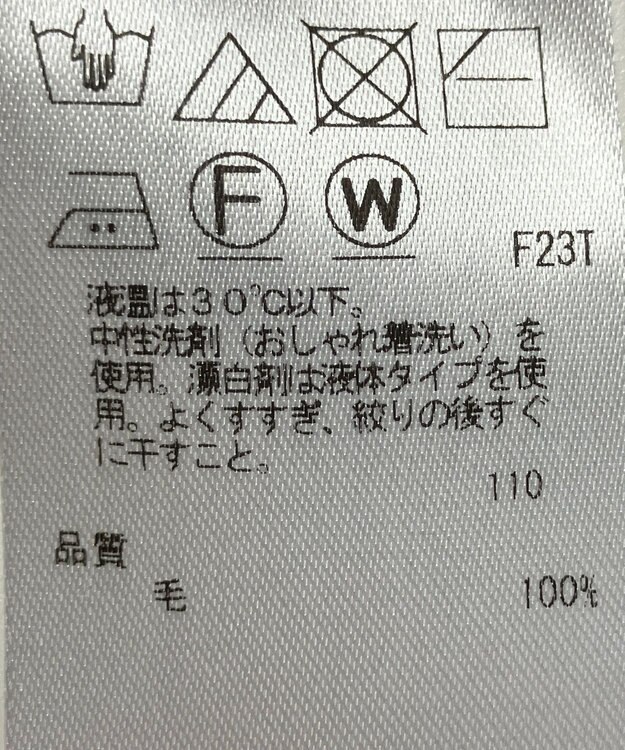 F W
F23T
液温は30℃以下。
中性洗剤(おしゃれ着洗い)を
使用。漂白剤は液体タイプを使
用。よくすすぎ、絞りの後すぐ
に干すこと。
110
品質
毛 100%